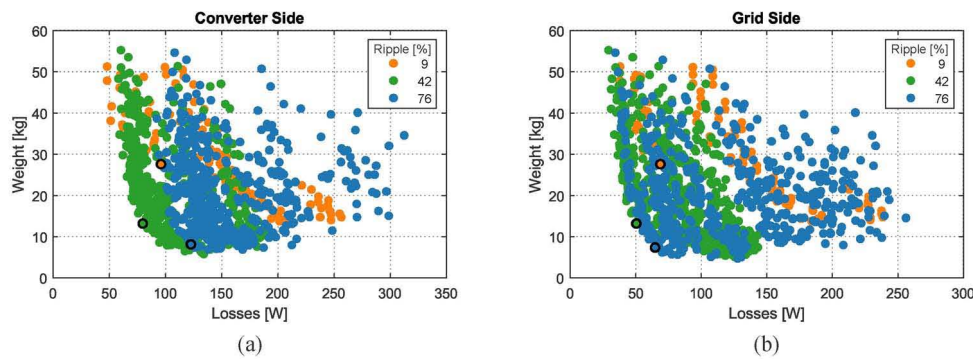 Converter Side
Weight [kg]
60
50
40
30
20
10
0
Ripple [%]
9
42
76
0 50 100 150 200 250 300 350
Losses [W]
(a)
Grid Side
Weight [kg]
60
50
40
30
20
10
0
Ripple [%]
9
42
76
0 50 100 150 200 250 300
Losses [W]
(b)